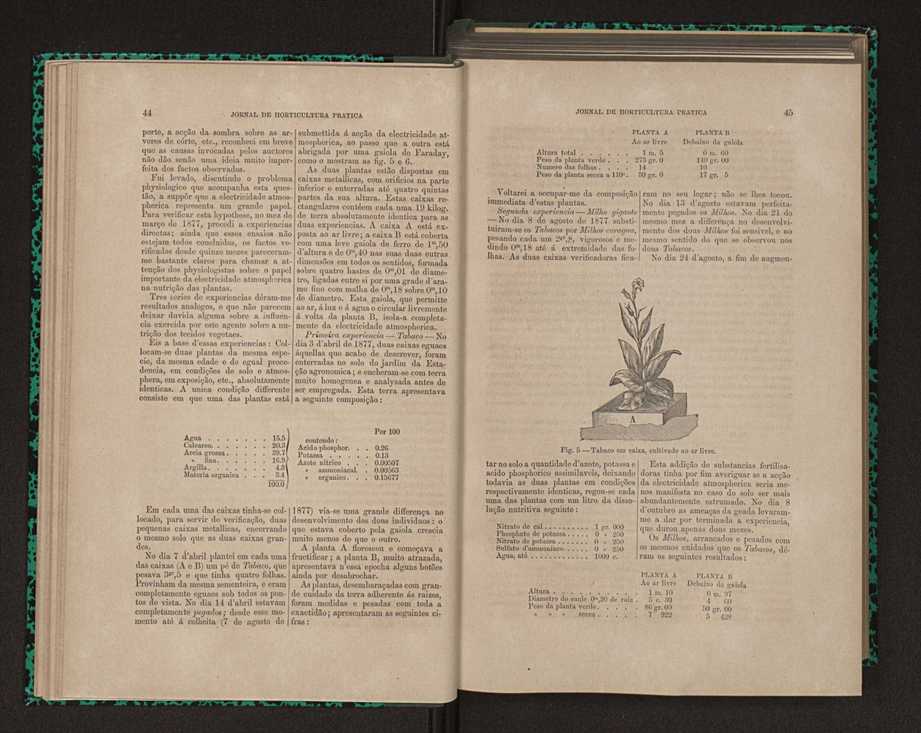 44 JORNAL DE HORTICULTURA PRATICA
porte, a acção da sombra sobre as ar-
vores de córte, etc., reconheci em breve
que as causas invocadas pelos auctores
não dão senão uma ideia muito imper-
feita dos factos observados.
Fui levado, discutindo o problema
physiologico que acompanha esta ques-
tão, a suppôr que a electricidade atmos-
pherica representa um grande papel.
Para verificar esta hypothese, no mez de
março de 1877, procedi a experiencias
directas; ainda que esses ensaios não
estejam todos concluidos, os factos ve-
rificados desde quinze mezes pareceram-
me bastante claros para chamar a at-
tenção dos physiologistas sobre o papel
importante da electricidade atmospherica
na nutrição das plantas.
Tres series de experiencias déram-me
resultados analogos, e que não parecem
deixar duvida alguma sobre a influen-
cia exercida por este agente sobre a nu-
trição dos tecidos vegetaes.
Eis a base d'essas experiencias: Col-
locam-se duas plantas da mesma espe-
cie, da mesma edade e de egual proce-
dencia, em condições de solo e atmos-
phera, em exposição, etc., absolutamente
identicas. A unica condição differente
consiste em que uma das plantas está
submettida á acção da electricidade at-
mospherica, ao passo que a outra está
abrigada por uma gaiola de Faraday,
como o mostram as fig. 5 e 6.
As duas plantas estão dispostas em
caixas metallicas, com orificios na parte
inferior e enterradas até quatro quintas
partes da sua altura. Estas caixas re-
ctangulares contéem cada uma 19 kilog.
de terra absolutamente identica para as
duas experiencias. A caixa A está ex-
posta ao ar livre; a caixa B está coberta
com uma leve gaiola de ferro de 1m,50
d'altura e de 0m,40 nas suas duas outras
dimensões em todos os sentidos, formada
sobre quatro hastes de 0m,01 de diame-
tro, ligadas entre si por uma grade d'ara-
me fino com malha de 0m,18 sobre 0m,10
de diametro. Esta gaiola, que permitte
ao ar, á luz e á agua o circular livremente
á volta da planta B, isola-a completa-
mente da electricidade atmospherica.
Primeira experiencia — Tabaco — No
dia 3 d'abril de 1877, duas caixas eguaes
áquellas que acabo de descrever, foram
enterradas no solo do jardim da Esta-
ção agronomica; e encheram-se com terra
muito homogenea e analysada antes de
ser empregada. Esta terra apresentava
a seguinte composição:
Agua . . . . . . . 15.5
Calcareo. . . . . . . 20.3
Areia grossa . . . . . 39.7
» fina. . . . . . 16.9
Argilla. . . . . . . 4.3
Materia organica . . . 3.4
100.0
Por 100
contendo:
Acido phosphor. . . 0.26
Potassa . . . . . 0.13
Azote nitrico . . . 0.00507
» ammoniacal. . 0.00563
» organico . . . 0.15677
Em cada uma das caixas tinha-se col-
locado, para servir de verificação, duas
pequenas caixas metallicas, encerrando
o mesmo solo que as duas caixas gran-
des.
No dia 7 d'abril plantei em cada uma
das caixas (A e B) um pé de Tabaco, que
pesava 3gr,5 e que tinha quatro folhas.
Provinham da mesma sementeira, e eram
completamente eguaes sob todos os pon-
tos de vista. No dia 14 d'abril estavam
completamente pegados; desde esse mo-
mento até á colheita (7 de agosto de
1877) via-se uma grande differença no
desenvolvimento dos dous individuos: o
que estava coberto pela gaiola crescia
muito menos do que o outro.
A planta A floresceu e começava a
fructificar; a planta B, muito atrazada,
apresentava n'essa epocha alguns botões
ainda por desabrochar.
As plantas, desembaraçadas com gran-
de cuidado da terra adherente ás raizes,
foram medidas e pesadas com toda a
exactidão; apresentaram as seguintes ci-
fras:
JORNAL DE HORTICULTURA PRATICA 45
PLANTA A PLANTA B
Ao ar livre Debaixo da gaiola
Altura total . . . . . . . 1 m. 5 0 m. 60
Peso da planta verde . . . 273 gr. 0 140 gr. 00
Numero das folhas. . . . . 14 10
Peso da planta secca a 110º. 30 gr. 0 17 gr. 5
Voltarei a occupar-me da composição
immediata d'estas plantas.
Segunda experiencia — Milho gigante
— No dia 8 de agosto de 1877 substi-
tuiram-se os Tabacos por Milhos caragua,
pesando cada um 2gr,8, vigorosos e me-
dindo 0m,18 até á extremidade das fo-
lhas. As duas caixas verificadoras fica-
ram no seu logar; não se lhes tocou.
No dia 13 d'agosto estavam perfeita-
mente pegados os Milhos. No dia 21 do
mesmo mez a differença no desenvolvi-
mento dos dous Milhos foi sensivel, e no
mesmo sentido do que se observou nos
dous Tabacos.
No dia 24 d'agosto, a fim de augmen-
A
Fig. 5 — Tabaco em caixa, cultivado ao ar livre.
tar no solo a quantidade d'azote, potassa e
acido phosphorico assimilaveis, deixando
todavia as duas plantas em condições
respectivamente identicas, regou-se cada
uma das plantas com um litro da disso-
lução nutritiva seguinte:
Nitrato de cal . . . . . . . . . . 1 gr. 000
Phosphato de potassa . . . . . 0 » 250
Nitrato de potassa . . . . . . . 0 » 250
Sulfato d'ammoniaco . . . . . 0 » 250
Agua, até . . . . . . . . . . . . . 1000 c.
Esta addição de substancias fertilisa-
doras tinha por fim averiguar se a acção
da electricidade atmospherica seria me-
nos manifesta no caso do solo ser mais
abundantemente estrumado. No dia 8
d'outubro as ameaças da geada levaram-
me a dar por terminada a experiencia,
que durou apenas dous mezes.
Os Milhos, arrancados e pesados com
os mesmos cuidados que os Tabacos, dé-
ram os seguintes resultados:
PLANTA A PLANTA B
Ao ar livre Debaixo da gaiola
Altura . . . . . . . . . . . 1 m. 10 0 m. 97
Diametro do caule 0m,20 de raiz . 5 c. 30 4 60
Peso da planta verde. . . . . . 86 gr. 00 50 gr. 00
» » » secca . . . . . 7 922 5 428